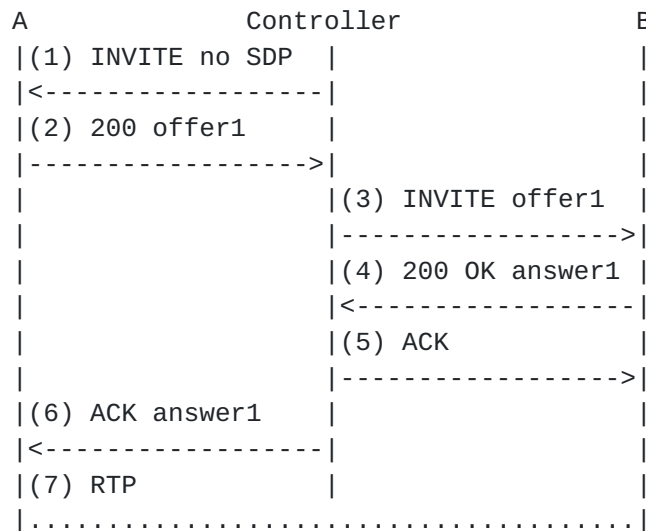 A Controller B
(1) INVITE no SDP
(2) 200 offer1
(3) INVITE offer1
(4) 200 OK answer1
(5) ACK
(6) ACK answer1
(7) RTP